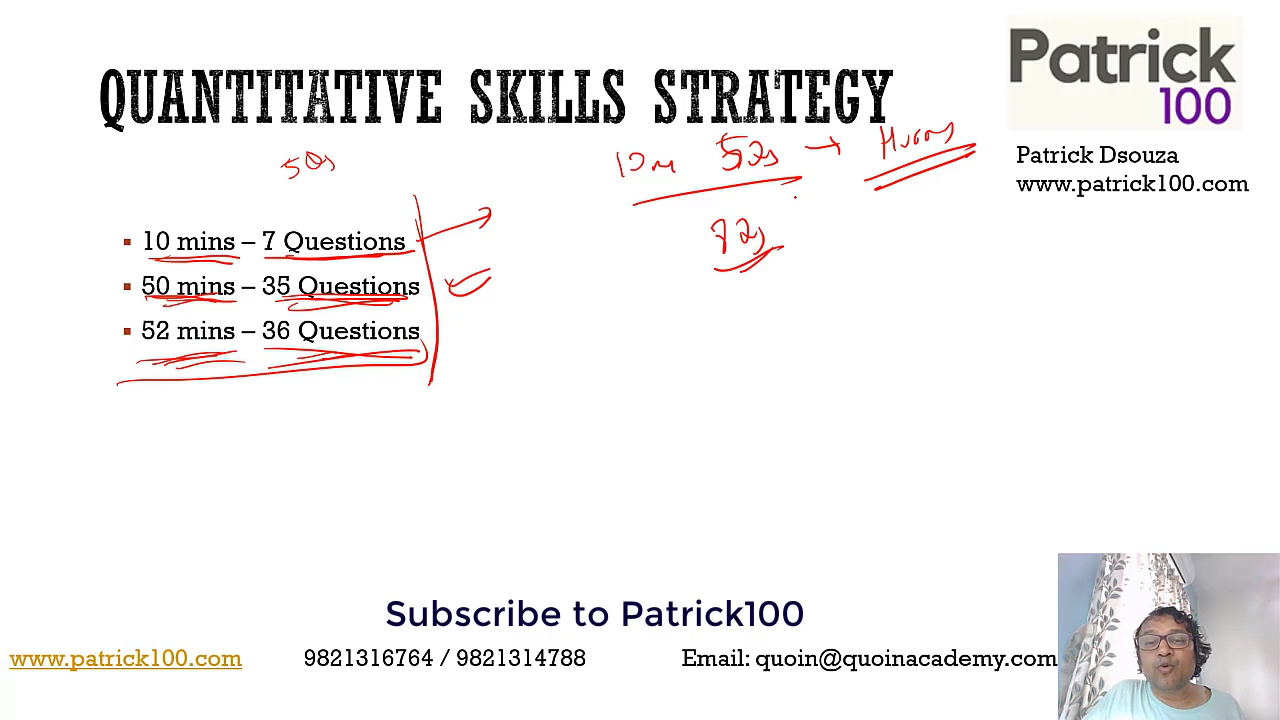 QUANTITATIVE SKILLS STRATEGY
Patrick
100
Patrick Dsouza
www.patrick100.com
5Qs
10 mins – 7 Questions
50 mins – 35 Questions
52 mins – 36 Questions
Subscribe to Patrick100
www.patrick100.com
9821316764 / 9821314788
Email: quoin@quoinacademy.com